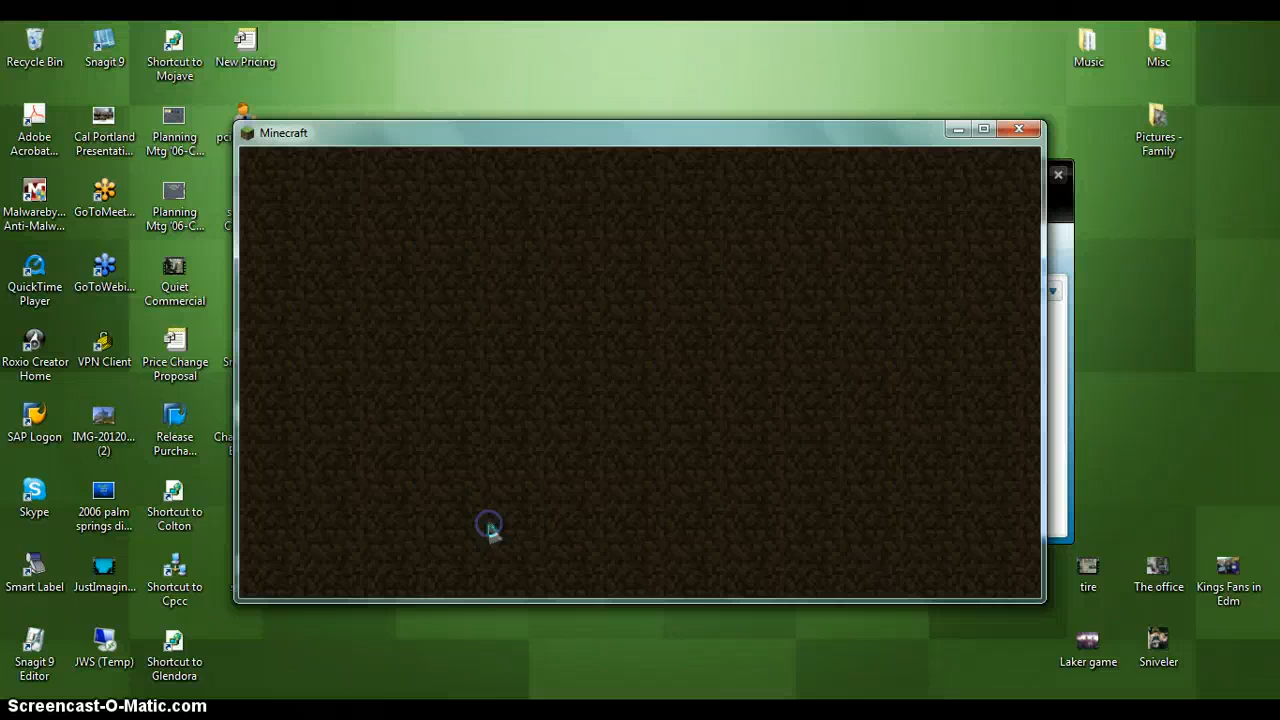 Recycle Bin
Snagit 9
Shortcut to
Mojave
New Pricing
Music
Misc
Adobe
Acrobat...
Cal Portland
Presentati...
Planning
Mtg '06-C...
pci
Minecraft
Pictures -
Family
Malwareby...
Anti-Malw...
GoToMeet...
Planning
Mtg '06-C...
QuickTime
Player
GoToWebi...
Quiet
Commercial
Roxio Creator
Home
VPN Client
Price Change
Proposal
SAP Logon
IMG-20120...
(2)
Release
Purcha...
Cha
Skype
2006 palm
springs di...
Shortcut to
Colton
Smart Label
JustImagin...
Shortcut to
Cpcc
tire
The office
Kings Fans in
Edm
Snagit 9
Editor
JWS (Temp)
Shortcut to
Glendora
Laker game
Sniveler
Screencast-O-Matic.com